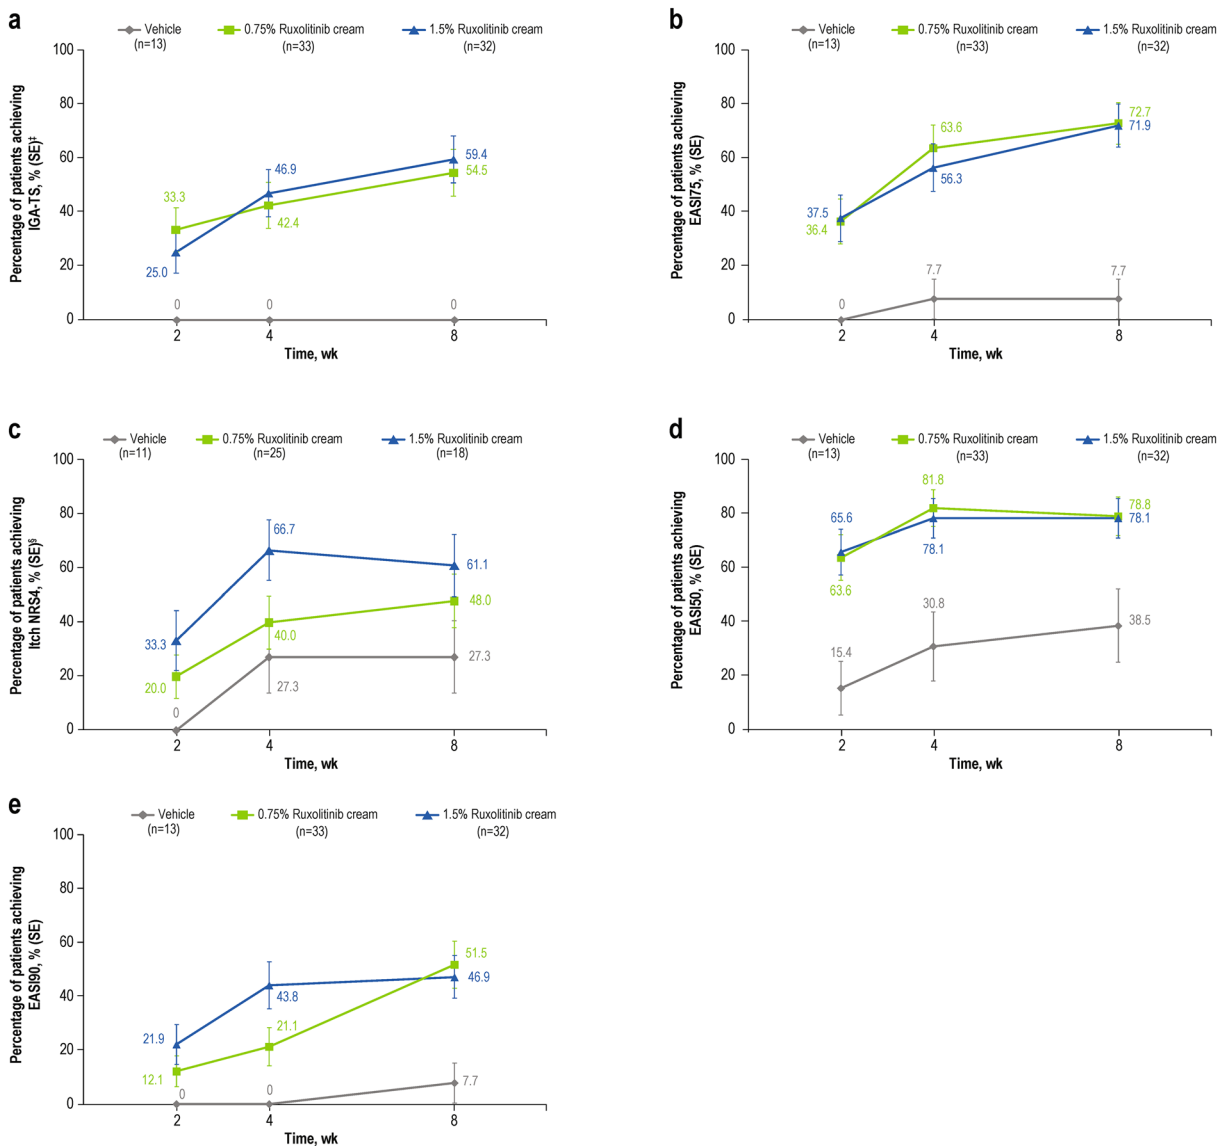 a
Vehicle
(n=13)
0.75% Ruxolitinib cream
(n=33)
1.5% Ruxolitinib cream
(n=32)
Percentage of patients achieving
IGA-TS, % (SE)‡
100
80
60
40
20
0
33.3
25.0
46.9
42.4
59.4
54.5
0
0
0
2
4
8
Time, wk
b
Vehicle
(n=13)
0.75% Ruxolitinib cream
(n=33)
1.5% Ruxolitinib cream
(n=32)
Percentage of patients achieving
EASI75, % (SE)
100
80
60
40
20
0
37.5
36.4
63.6
56.3
72.7
71.9
0
7.7
7.7
2
4
8
Time, wk
c
Vehicle
(n=11)
0.75% Ruxolitinib cream
(n=25)
1.5% Ruxolitinib cream
(n=18)
Percentage of patients achieving
Itch NRS4, % (SE)§
100
80
60
40
20
0
33.3
20.0
0
66.7
40.0
27.3
61.1
48.0
27.3
2
4
8
Time, wk
d
Vehicle
(n=13)
0.75% Ruxolitinib cream
(n=33)
1.5% Ruxolitinib cream
(n=32)
Percentage of patients achieving
EASI50, % (SE)
100
80
60
40
20
0
65.6
63.6
15.4
81.8
78.1
30.8
78.8
78.1
38.5
2
4
8
Time, wk
e
Vehicle
(n=13)
0.75% Ruxolitinib cream
(n=33)
1.5% Ruxolitinib cream
(n=32)
Percentage of patients achieving
EASI90, % (SE)
100
80
60
40
20
0
21.9
12.1
0
43.8
21.1
0
51.5
46.9
7.7
2
4
8
Time, wk